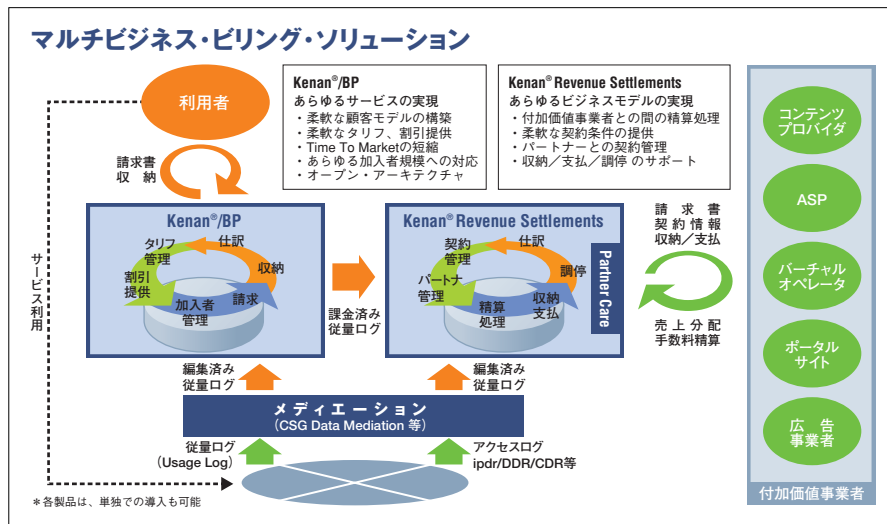 マルチビジネス・ビリング・ソリューション
利用者
請求書
収 納
Kenan®/BP
あらゆるサービスの実現
・柔軟な顧客モデルの構築
・柔軟なタリフ、割引提供
・Time To Marketの短縮
・あらゆる加入者規模への対応
・オープン・アーキテクチャ
Kenan® Revenue Settlements
あらゆるビジネスモデルの実現
・付加価値事業者との間の精算処理
・柔軟な契約条件の提供
・パートナーとの契約管理
・収納／支払／調停 のサポート
サービス利用
Kenan®/BP
仕訳
タリフ
管理
収納
割引
提供
請求
加入者
管理
課金済み
従量ログ
Kenan® Revenue Settlements
仕訳
契約
管理
調停
パートナ
管理
収納
支払
精算
処理
Partner Care
請 求 書
契 約 情 報
収納／支払
売 上 分 配
手数料精算
コンテンツ
プロバイダ
ASP
バーチャル
オペレータ
ポータル
サイト
広 告
事業者
付加価値事業者
編集済み
従量ログ
編集済み
従量ログ
メディエーション
（CSG Data Mediation 等）
従量ログ
（Usage Log）
アクセスログ
ipdr/DDR/CDR等
＊各製品は、単独での導入も可能